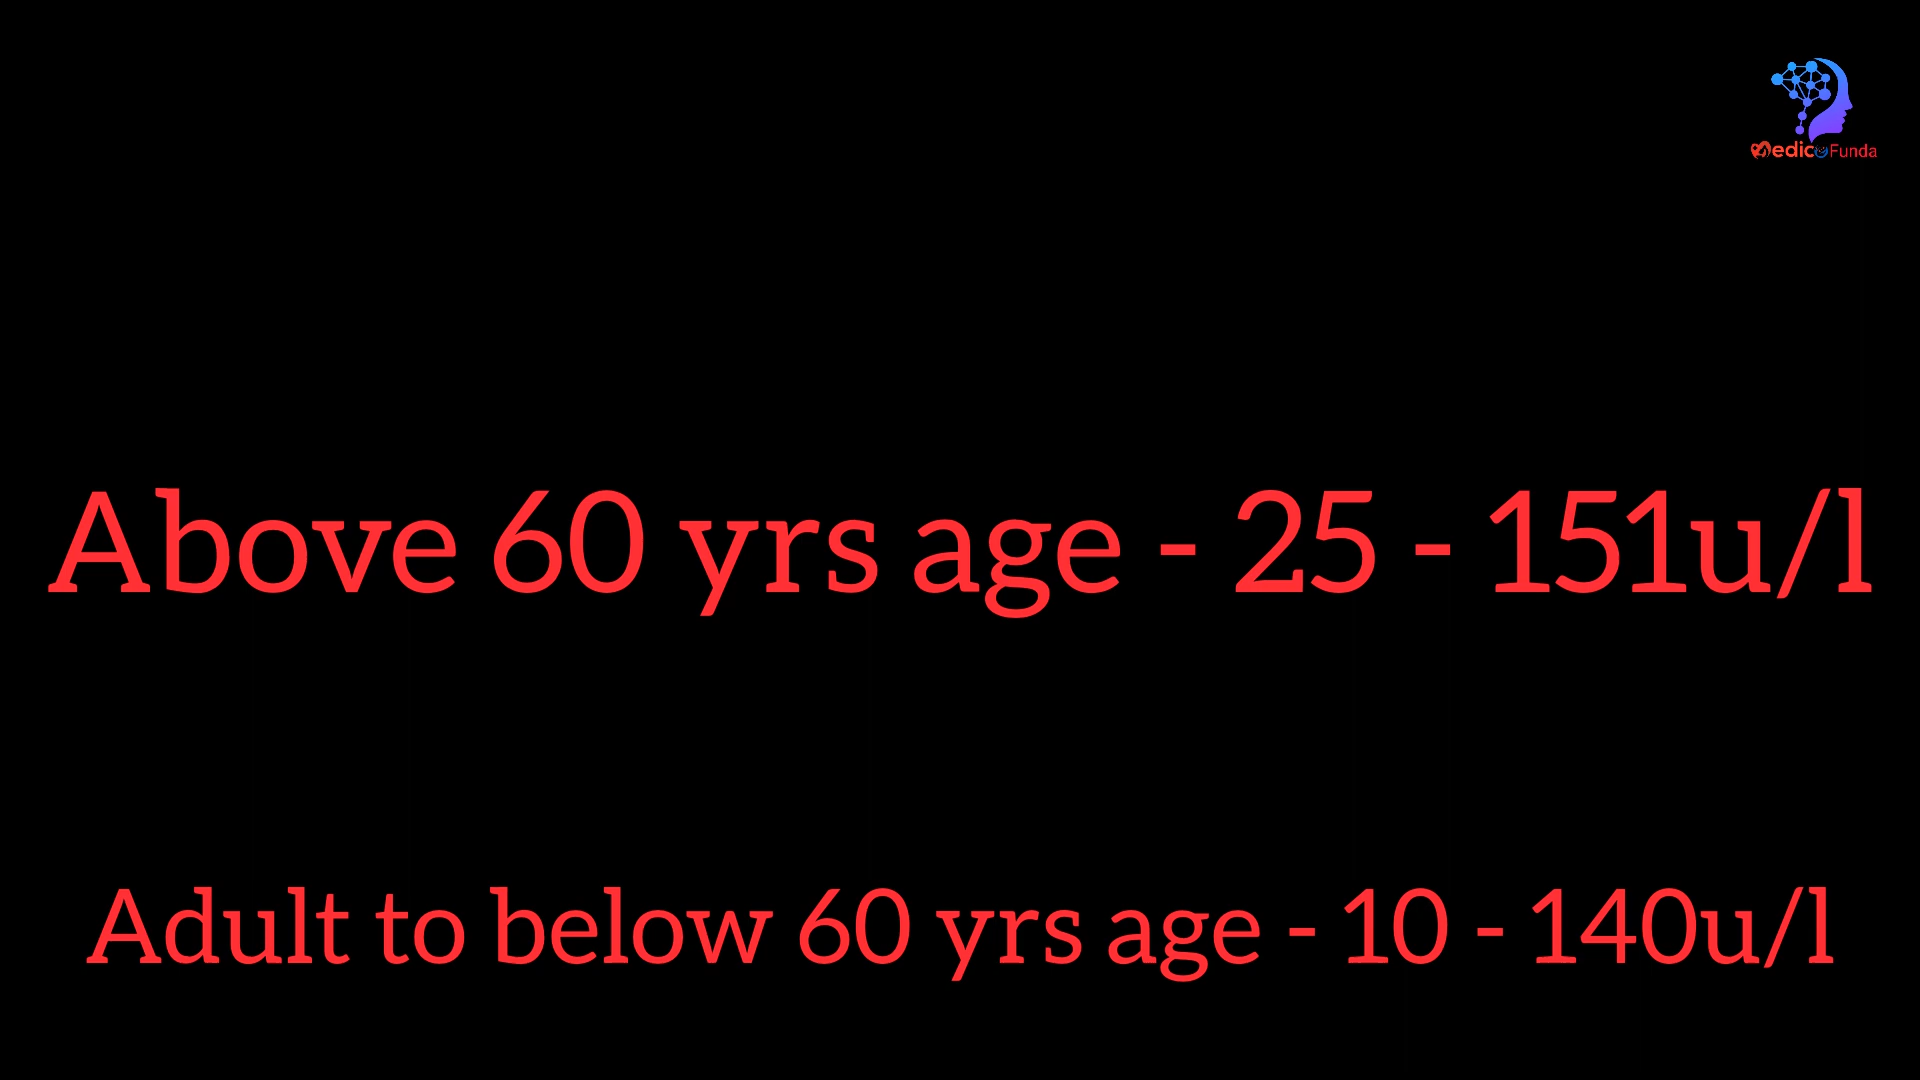 MedicoFunda
Above 60 yrs age - 25 - 151u/l
Adult to below 60 yrs age - 10 - 140u/l